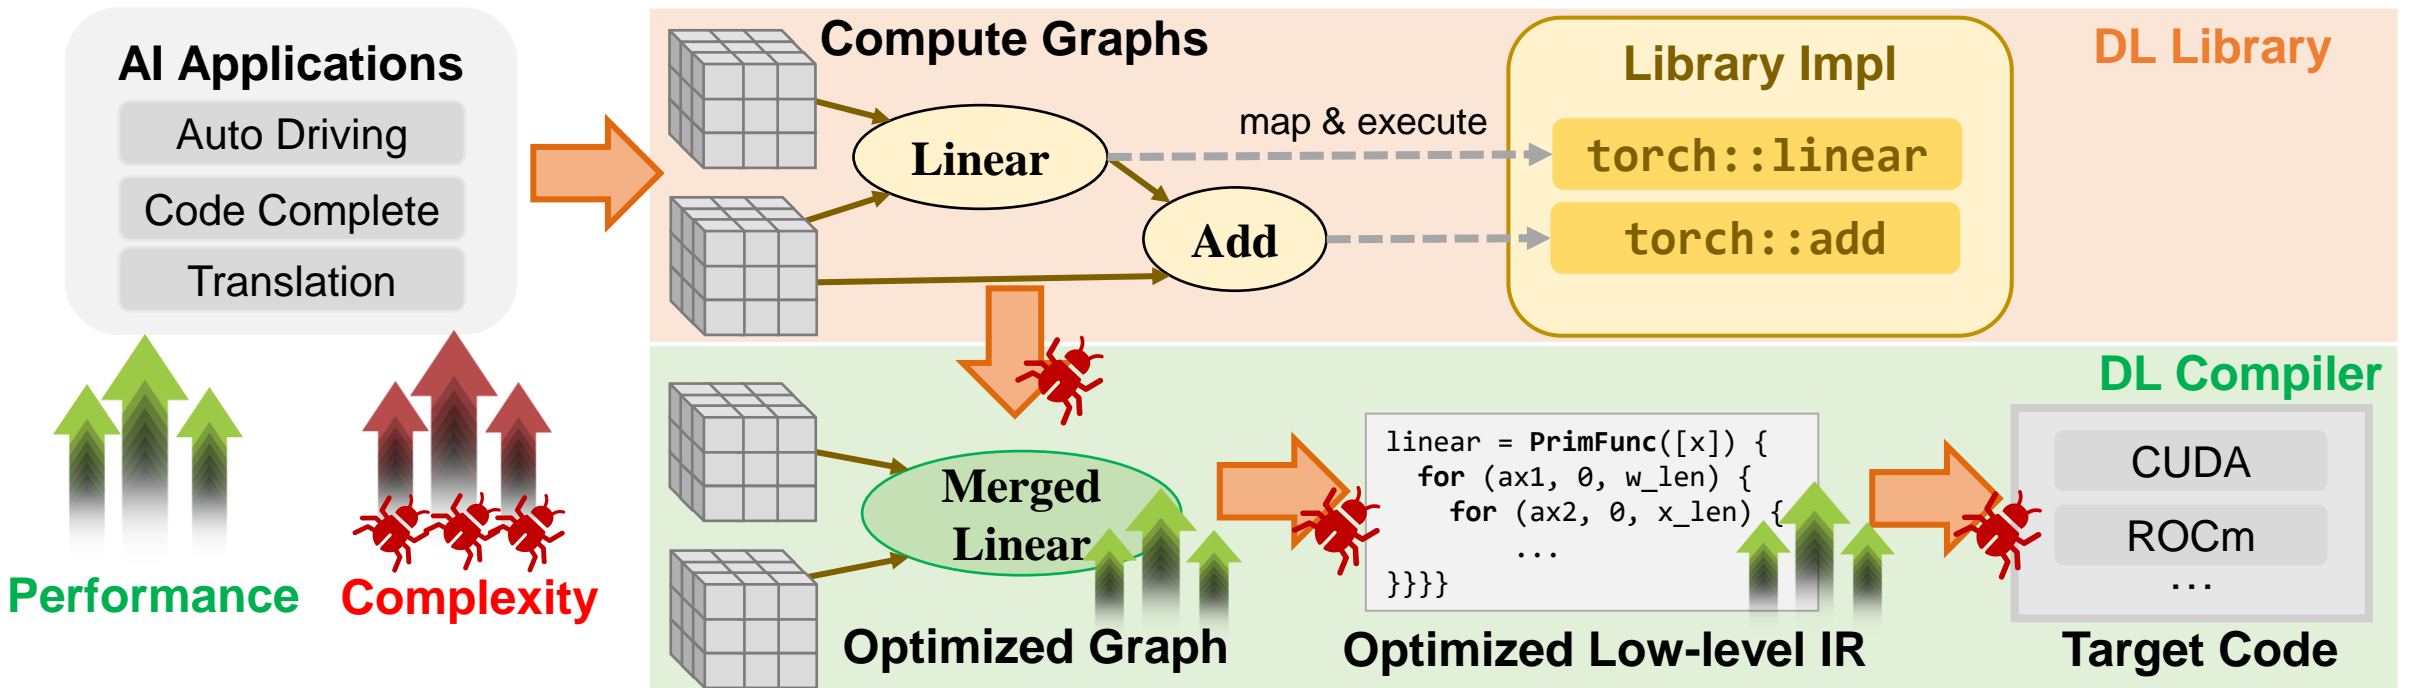 AI Applications
Auto Driving
Code Complete
Translation
Performance
Complexity
Compute Graphs
DL Library
Linear
Add
map & execute
Library Impl
torch::linear
torch::add
DL Compiler
Merged
Linear
Optimized Graph
linear = PrimFunc([x]) {
for (ax1, 0, w_len) {
for (ax2, 0, x_len) {
...
}}}}
Optimized Low-level IR
CUDA
ROCm
...
Target Code